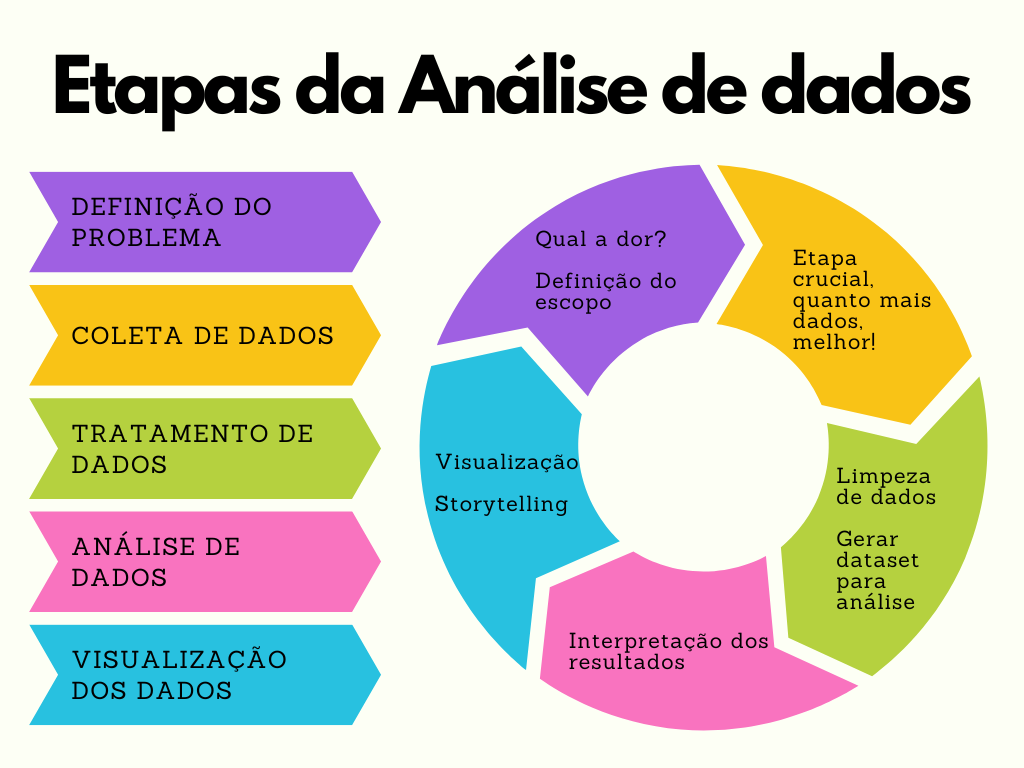 Etapas da Análise de dados
DEFINIÇÃO DO
PROBLEMA
COLETA DE DADOS
TRATAMENTO DE
DADOS
ANÁLISE DE
DADOS
VISUALIZAÇÃO
DOS DADOS
Qual a dor?
Definição do
escopo
Etapa
crucial,
quanto mais
dados,
melhor!
Limpeza
de dados
Gerar
dataset
para
análise
Interpretação dos
resultados
Visualização
Storytelling